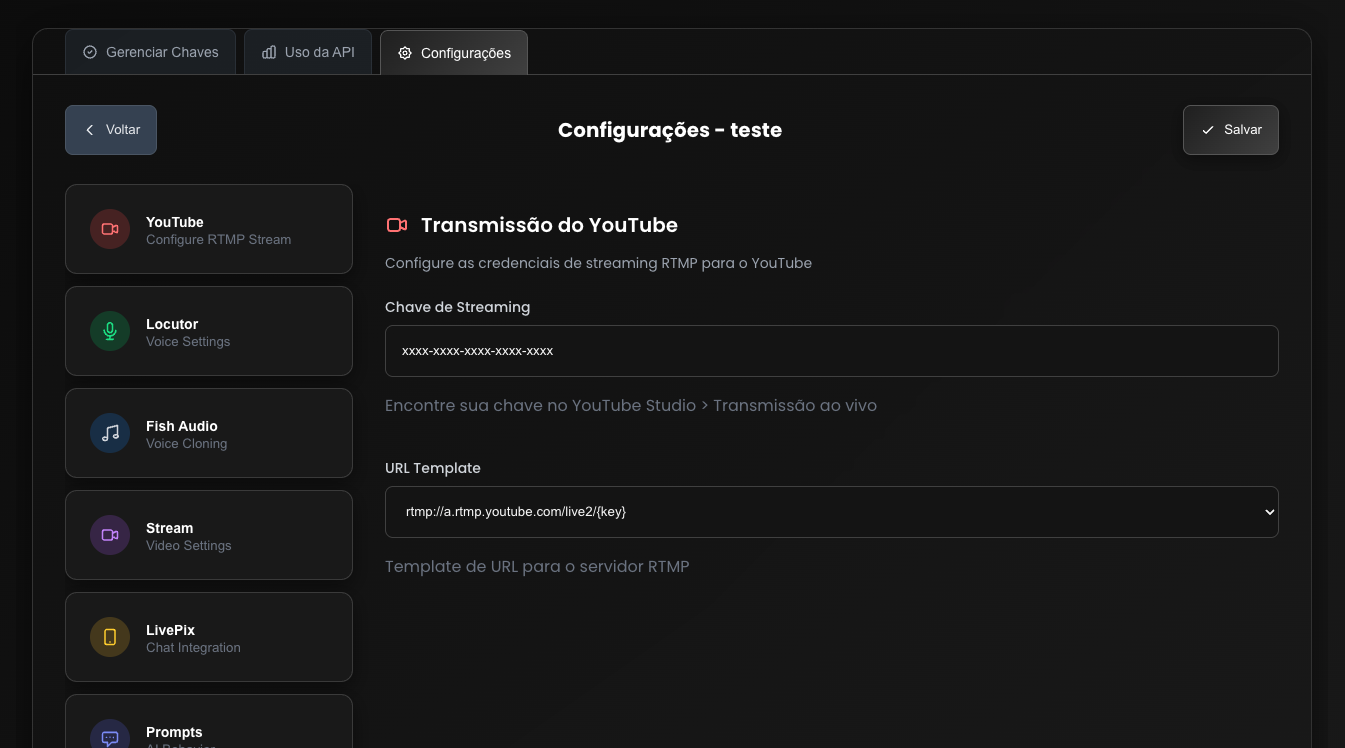 Gerenciar Chaves
Uso da API
Configurações
Voltar
Configurações - teste
Salvar
YouTube
Configure RTMP Stream
Locutor
Voice Settings
Fish Audio
Voice Cloning
Stream
Video Settings
LivePix
Chat Integration
Prompts
AI Behavior
Transmissão do YouTube
Configure as credenciais de streaming RTMP para o YouTube
Chave de Streaming
xxxx-xxxx-xxxx-xxxx-xxxx
Encontre sua chave no YouTube Studio > Transmissão ao vivo
URL Template
rtmp://a.rtmp.youtube.com/live2/{key}
Template de URL para o servidor RTMP